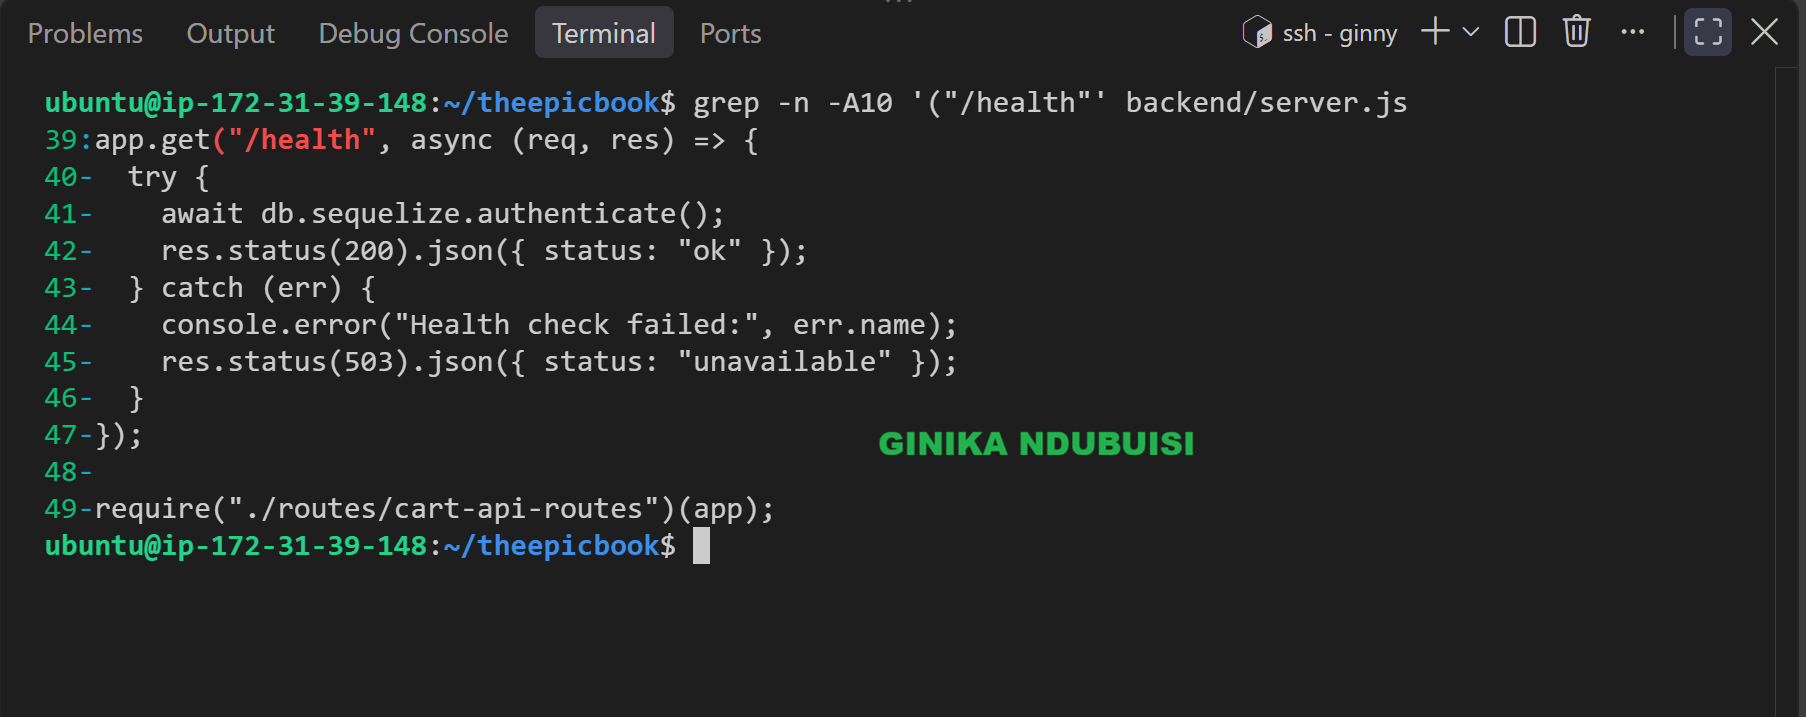 Problems Output Debug Console Terminal Ports ssh - ginny
ubuntu@ip-172-31-39-148:~/theepicbook$ grep -n -A10 '("/health"' backend/server.js
39:app.get("/health", async (req, res) => {
40-  try {
41-    await db.sequelize.authenticate();
42-    res.status(200).json({ status: "ok" });
43-  } catch (err) {
44-    console.error("Health check failed:", err.name);
45-    res.status(503).json({ status: "unavailable" });
46-  }
47-});
GINIKA NDUBUISI
48-
49-require("./routes/cart-api-routes")(app);
ubuntu@ip-172-31-39-148:~/theepicbook$